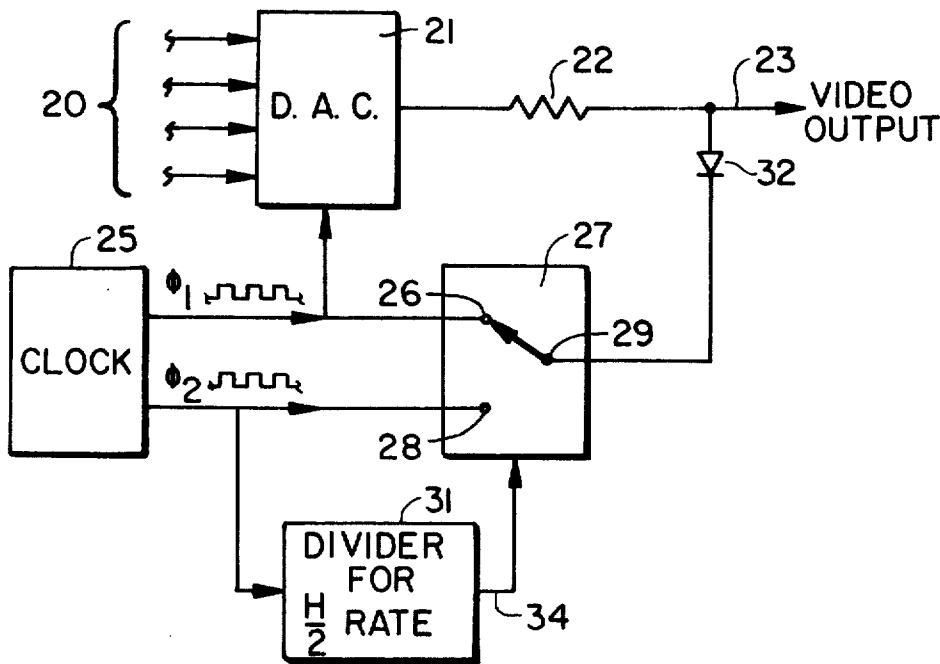 21
22
23
20
D. A. C.
VIDEO
OUTPUT
32
25
27
Φ1
26
29
CLOCK
Φ2
28
31
DIVIDER
FOR
H/2 RATE
34